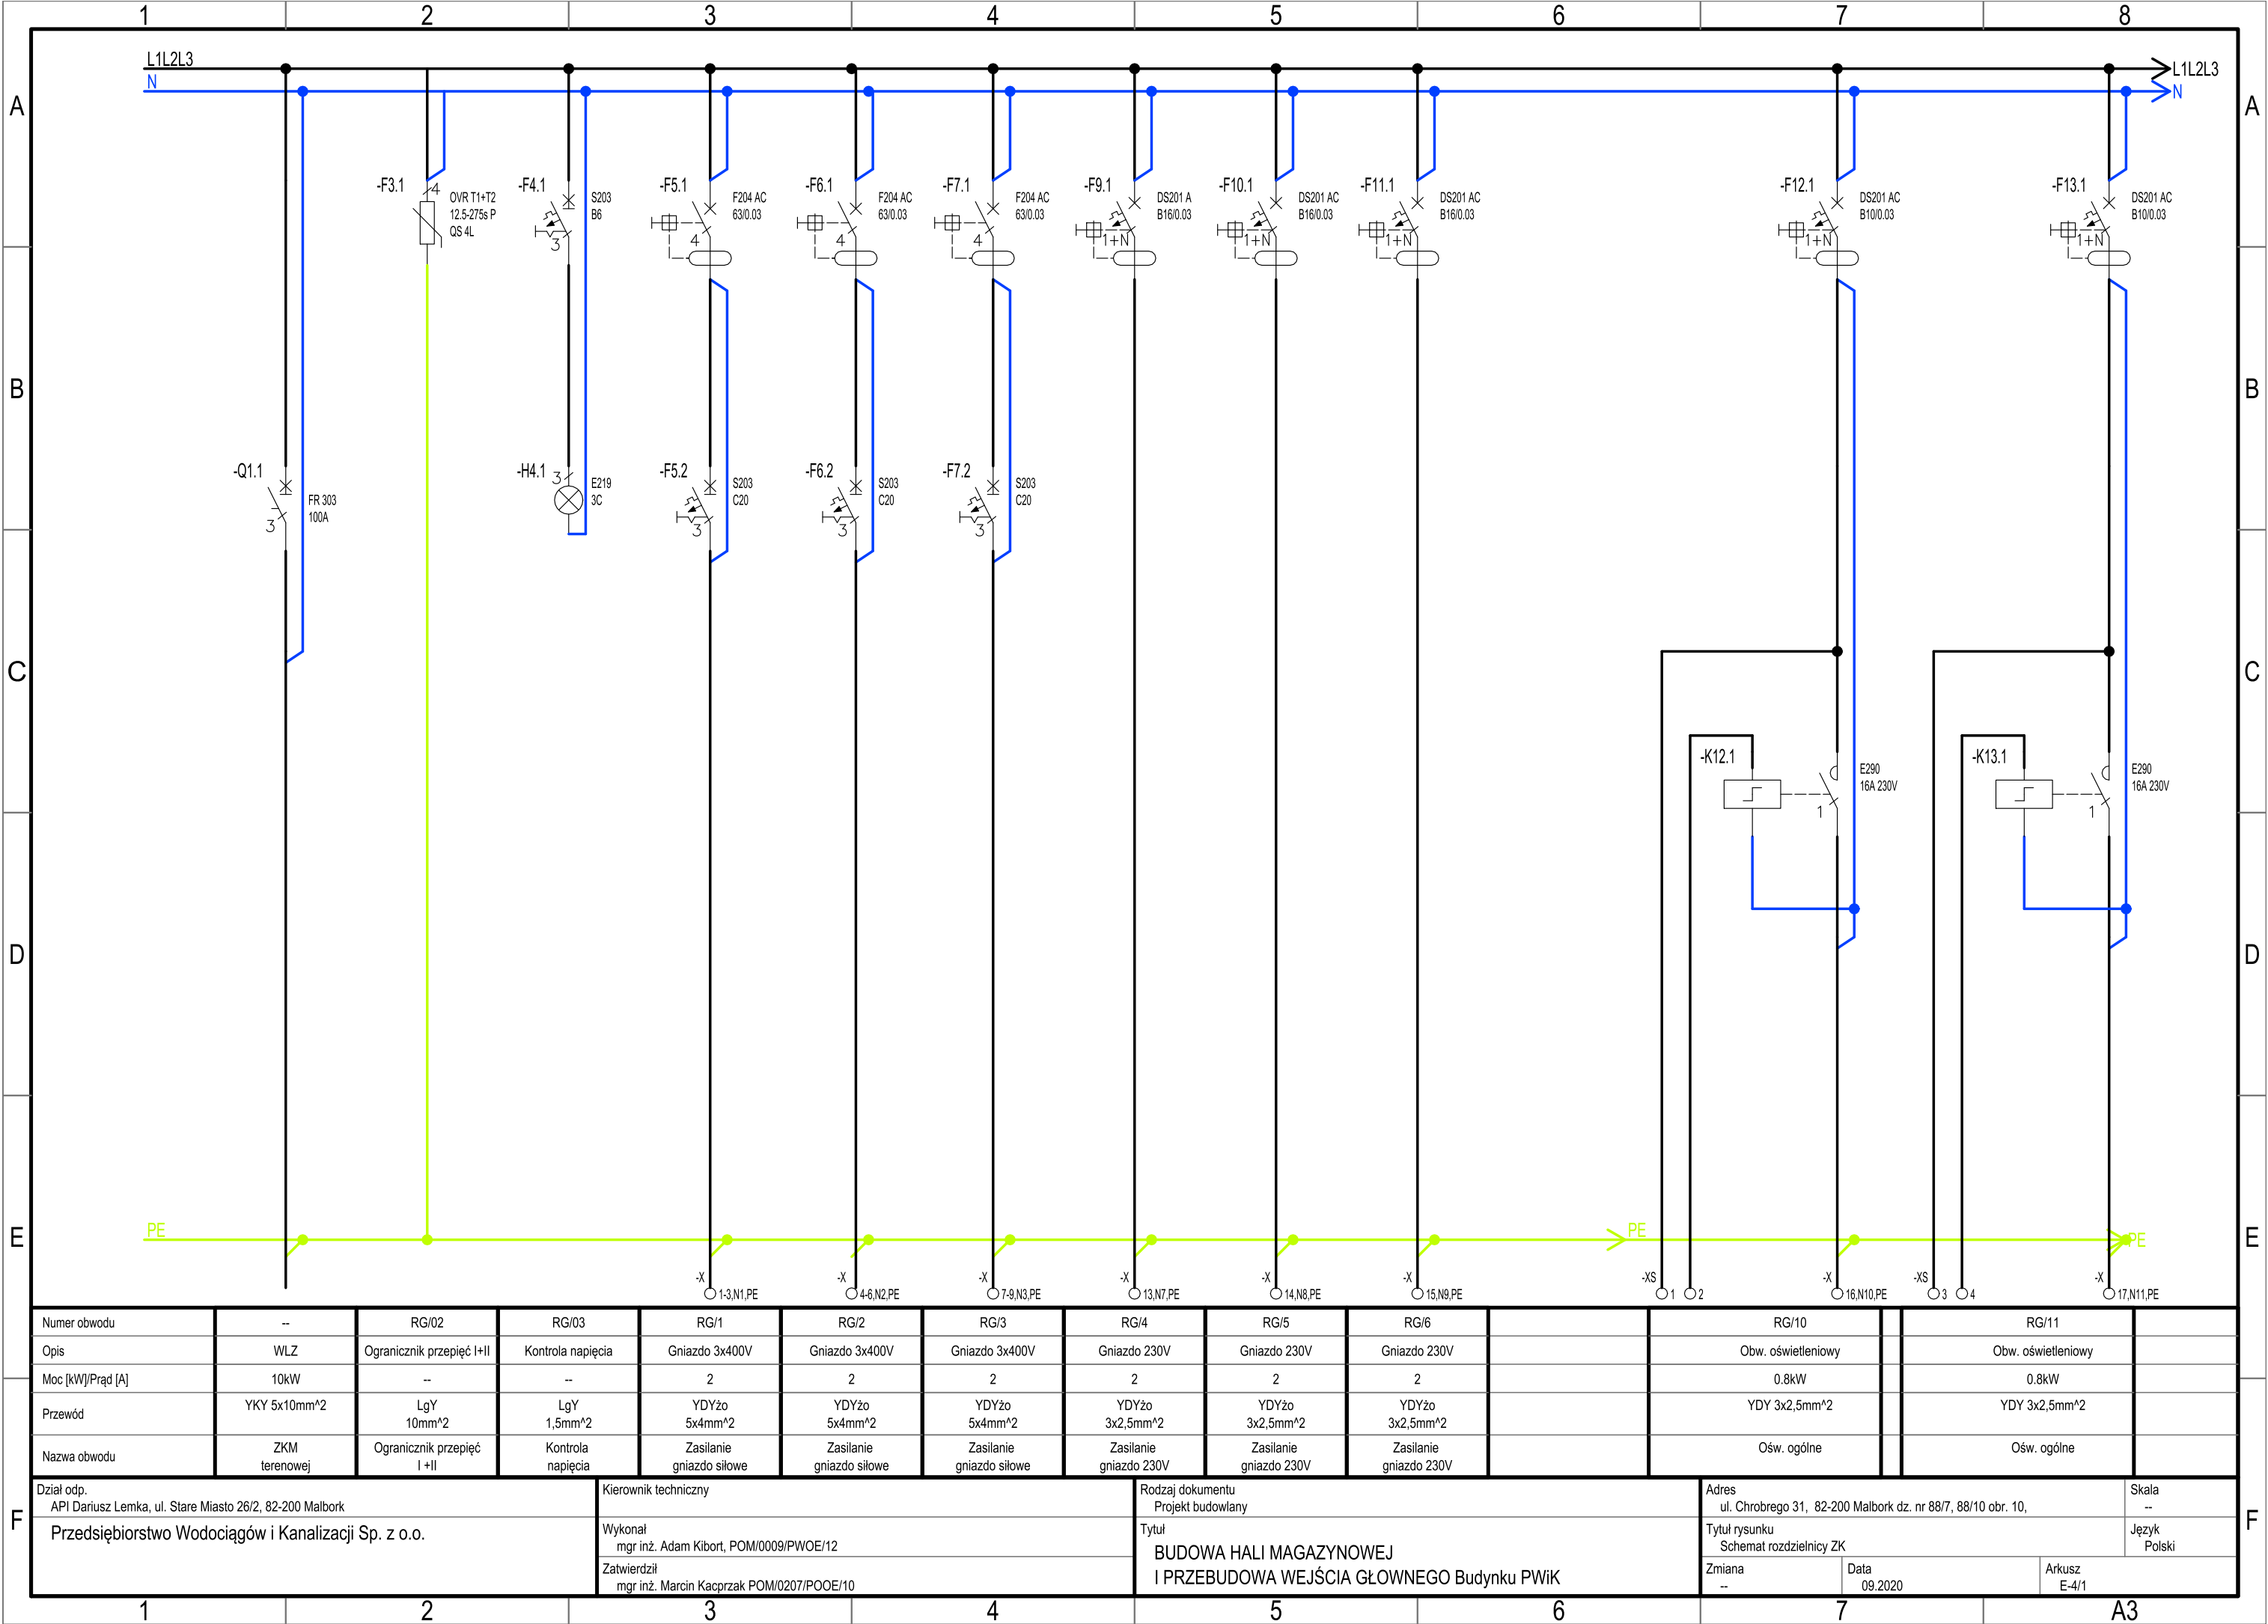 1 2 3 4 5 6 7 8
L1L2L3
N
L1L2L3
N
A A
-F3.1 4 OVR T1+T2
12.5-275s P
QS 4L
-F4.1 S203
B6
3
-F5.1 F204 AC
63/0.03
4
-F6.1 F204 AC
63/0.03
4
-F7.1 F204 AC
63/0.03
4
-F9.1 DS201 A
B16/0.03
1+N
-F10.1 DS201 AC
B16/0.03
1+N
-F11.1 DS201 AC
B16/0.03
1+N
-F12.1 DS201 AC
B10/0.03
1+N
-F13.1 DS201 AC
B10/0.03
1+N
B B
-Q1.1 FR 303
100A
3
-H4.1 3 E219
3C
-F5.2 S203
C20
3
-F6.2 S203
C20
3
-F7.2 S203
C20
3
C C
-K12.1 E290
16A 230V
1
-K13.1 E290
16A 230V
1
D D
E E
PE PE PE
-X 1-3,N1,PE
-X 4-6,N2,PE
-X 7-9,N3,PE
-X 13,N7,PE
-X 14,N8,PE
-X 15,N9,PE
-XS 1 2
-X 16,N10,PE
-XS 3 4
-X 17,N11,PE
Numer obwodu -- RG/02 RG/03 RG/1 RG/2 RG/3 RG/4 RG/5 RG/6 RG/10 RG/11
Opis WLZ Ogranicznik przepięć I+II Kontrola napięcia Gniazdo 3x400V Gniazdo 3x400V Gniazdo 3x400V Gniazdo 230V Gniazdo 230V Gniazdo 230V Obw. oświetleniowy Obw. oświetleniowy
Moc [kW]/Prąd [A] 10kW -- -- 2 2 2 2 2 2 0.8kW 0.8kW
Przewód YKY 5x10mm^2 LgY YDYżo YDYżo YDYżo YDYżo YDYżo YDYżo YDY 3x2,5mm^2 YDY 3x2,5mm^2
LgY
10mm^2 1,5mm^2 5x4mm^2 5x4mm^2 5x4mm^2 3x2,5mm^2 3x2,5mm^2 3x2,5mm^2
Nazwa obwodu ZKM Ogranicznik przepięć Kontrola Zasilanie Zasilanie Zasilanie Zasilanie Zasilanie Zasilanie Ośw. ogólne Ośw. ogólne
terenowej I +II napięcia gniazdo siłowe gniazdo siłowe gniazdo siłowe gniazdo 230V gniazdo 230V gniazdo 230V
F F
Dział odp.
API Dariusz Lemka, ul. Stare Miasto 26/2, 82-200 Malbork
Przedsiębiorstwo Wodociągów i Kanalizacji Sp. z o.o.
Kierownik techniczny
Wykonał
mgr inż. Adam Kibort, POM/0009/PWOE/12
Zatwierdził
mgr inż. Marcin Kacprzak POM/0207/POOE/10
Rodzaj dokumentu
Projekt budowlany
Tytuł
BUDOWA HALI MAGAZYNOWEJ
I PRZEBUDOWA WEJŚCIA GŁOWNEGO Budynku PWiK
Adres
ul. Chrobrego 31, 82-200 Malbork dz. nr 88/7, 88/10 obr. 10,
Skala
--
Tytuł rysunku
Schemat rozdzielnicy ZK
Język
Polski
Zmiana
--
Data
09.2020
Arkusz
E-4/1
1 2 3 4 5 6 7 A3